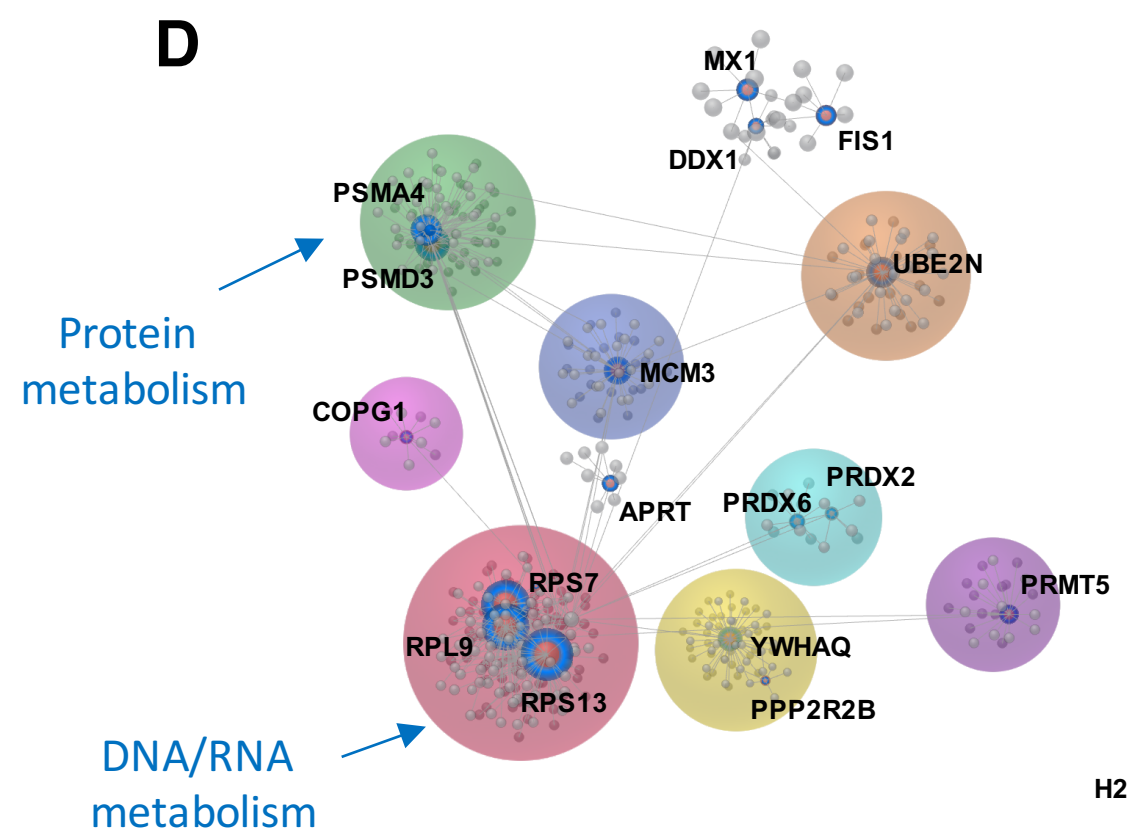 D
MX1
FIS1
DDX1
PSMA4
UBE2N
PSMD3
Protein
metabolism
MCM3
COPG1
PRDX2
PRDX6
APRT
RPS7
PRMT5
RPL9
YWHAQ
RPS13
PPP2R2B
DNA/RNA
metabolism
H2